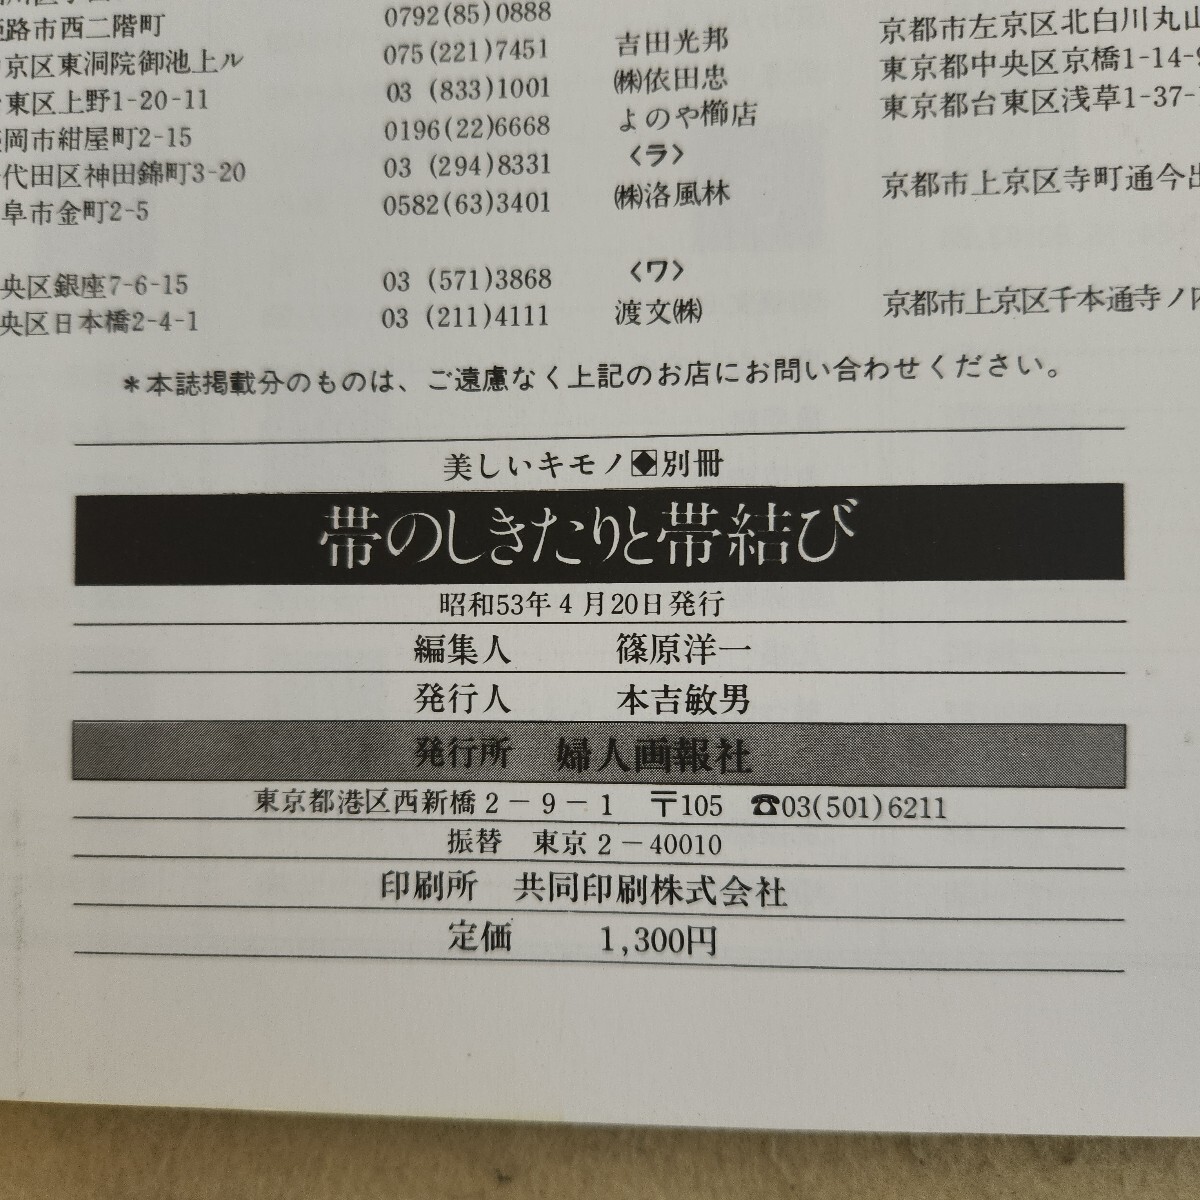 路市西二階町 0792(85)0888
京区東洞院御池上ル 075(221)7451 吉田光邦 京都市左京区北白川丸山
東区上野1-20-11 03 (833)1001 ㈱依田忠 東京都中央区京橋1-14-9
岡市紺屋町2-15 0196(22)6668 よのや櫛店 東京都台東区浅草1-37-
代田区神田錦町3-20 03 (294)8331 〈ラ〉
阜市金町2-5 0582(63)3401 ㈱洛風林 京都市上京区寺町通今出
央区銀座7-6-15 03 (571)3868 〈ワ〉
央区日本橋2-4-1 03 (211)4111 渡文㈱ 京都市上京区千本通寺ノ内
＊本誌掲載分のものは、ご遠慮なく上記のお店にお問い合わせください。
美しいキモノ◆別冊
帯のしきたりと帯結び
昭和53年4月20日発行
編集人 篠原洋一
発行人 本吉敏男
発行所 婦人画報社
東京都港区西新橋2－9－1 〒105 ☎03(501)6211
振替 東京2－40010
印刷所 共同印刷株式会社
定価 1,300円